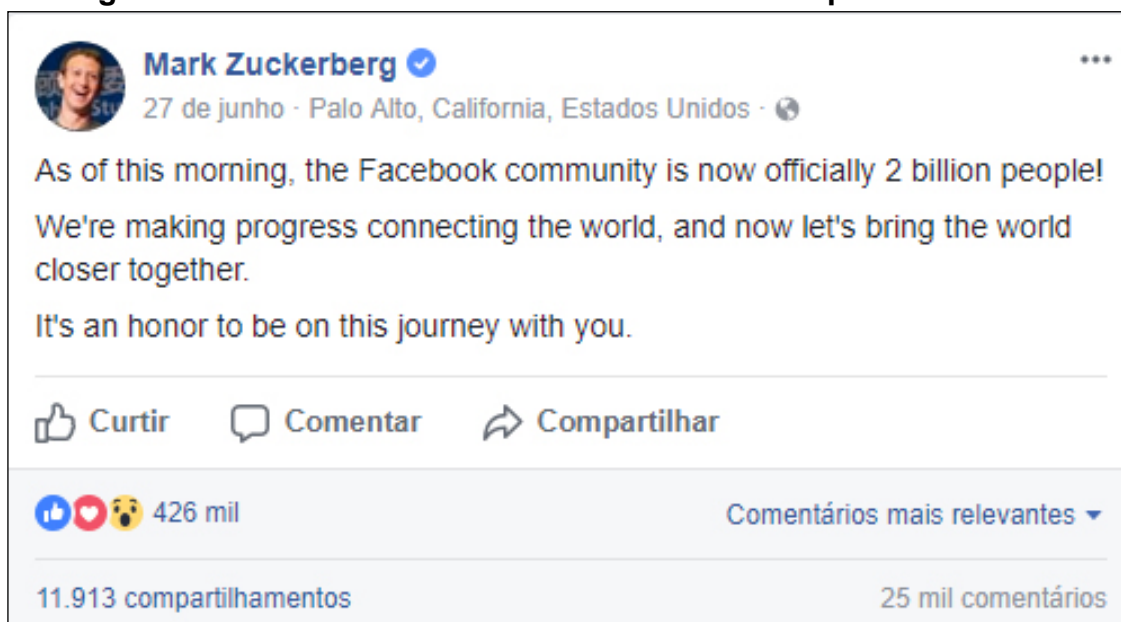 Mark Zuckerberg
27 de junho · Palo Alto, California, Estados Unidos ·
As of this morning, the Facebook community is now officially 2 billion people!
We're making progress connecting the world, and now let's bring the world
closer together.
It's an honor to be on this journey with you.
Curtir Comentar Compartilhar
426 mil Comentários mais relevantes
11.913 compartilhamentos 25 mil comentários